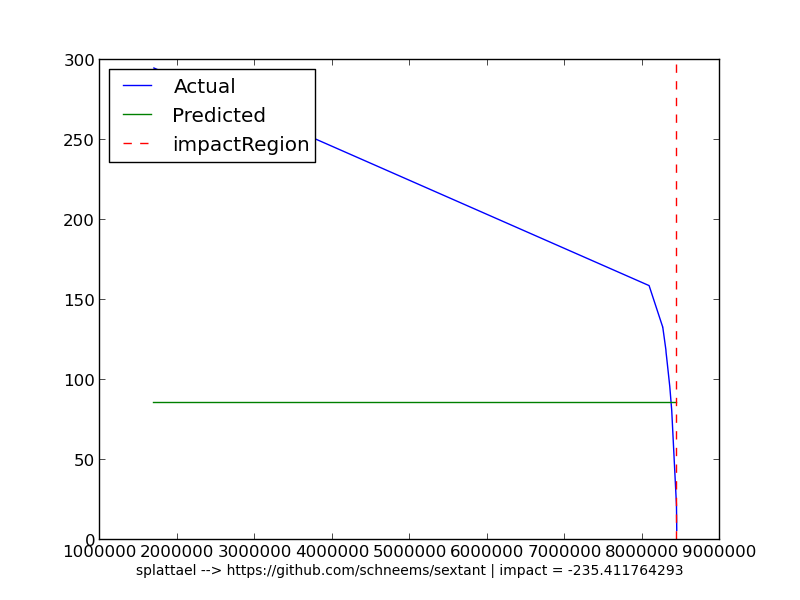 300
250
200
150
100
50
0
Actual
Predicted
impactRegion
1000000 2000000 3000000 4000000 5000000 6000000 7000000 8000000 9000000
splattael --> https://github.com/schneems/sextant | impact = -235.411764293